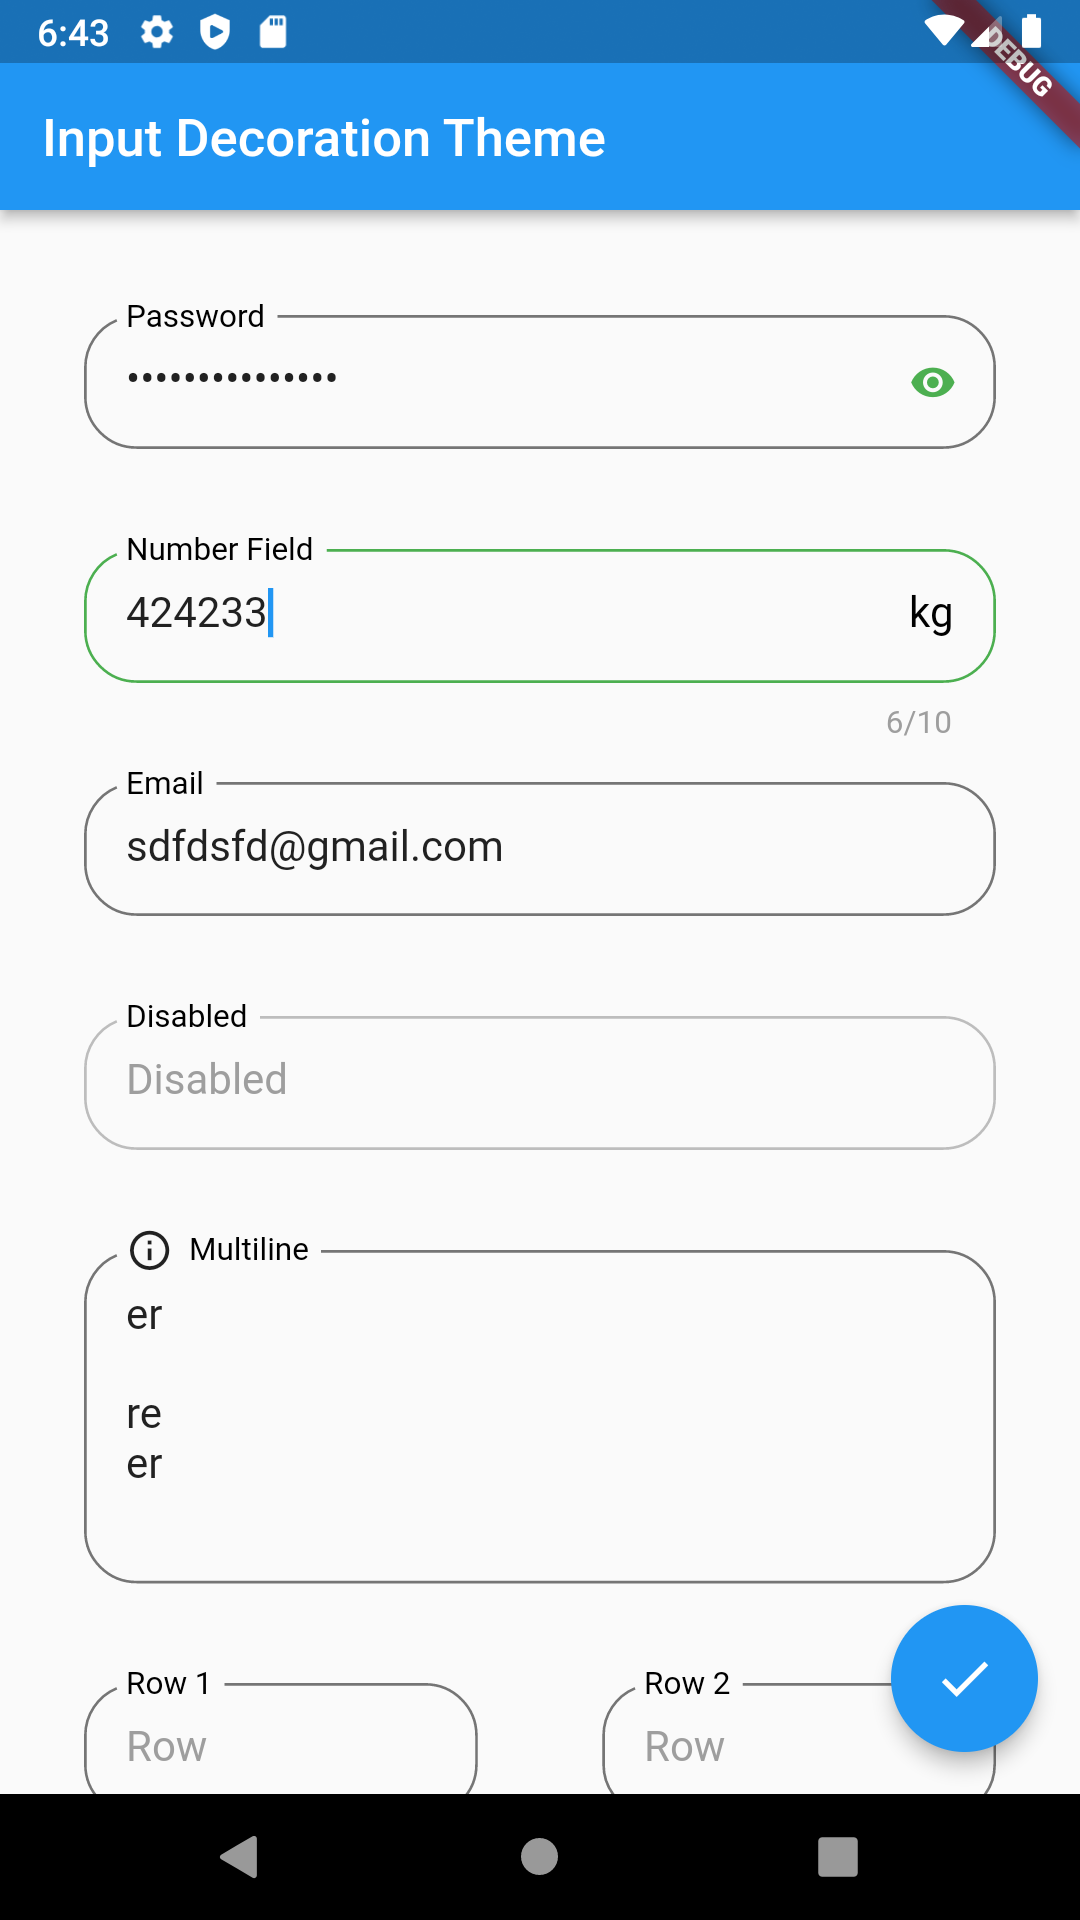 6:43
DEBUG
Input Decoration Theme
Password
•••••••••••••••
Number Field
424233
kg
6/10
Email
sdfdsfd@gmail.com
Disabled
Disabled
Multiline
er
re
er
Row 1
Row 2
Row
Row